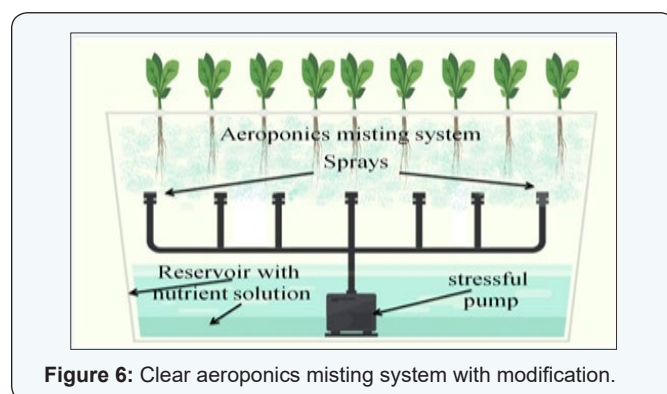 Aeroponics misting system
Sprays
Reservoir with
nutrient solution
stressful
pump
Figure 6: Clear aeroponics misting system with modification.